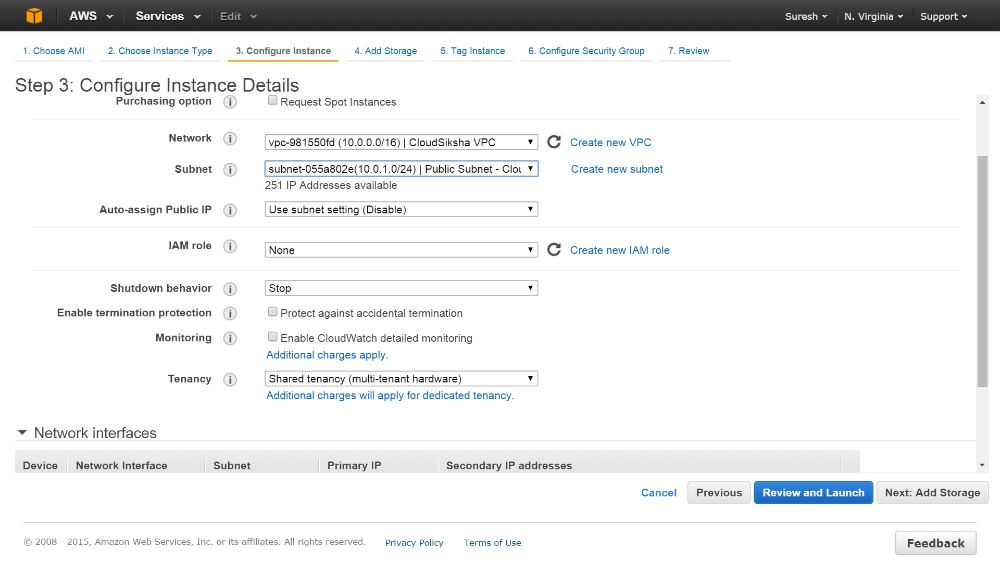 AWS Services Edit Suresh N. Virginia Support
1. Choose AMI 2. Choose Instance Type 3. Configure Instance 4. Add Storage 5. Tag Instance 6. Configure Security Group 7. Review
Step 3: Configure Instance Details
Purchasing option Request Spot Instances
Network vpc-981550fd (10.0.0.0/16) | CloudSiksha VPC Create new VPC
Subnet subnet-055a802e(10.0.1.0/24) | Public Subnet - Clou Create new subnet
251 IP Addresses available
Auto-assign Public IP Use subnet setting (Disable)
IAM role None Create new IAM role
Shutdown behavior Stop
Enable termination protection Protect against accidental termination
Monitoring Enable CloudWatch detailed monitoring
Additional charges apply.
Tenancy Shared tenancy (multi-tenant hardware)
Additional charges will apply for dedicated tenancy.
Network interfaces
Device Network Interface Subnet Primary IP Secondary IP addresses
Cancel Previous Review and Launch Next: Add Storage
© 2008 - 2015, Amazon Web Services, Inc. or its affiliates. All rights reserved. Privacy Policy Terms of Use Feedback